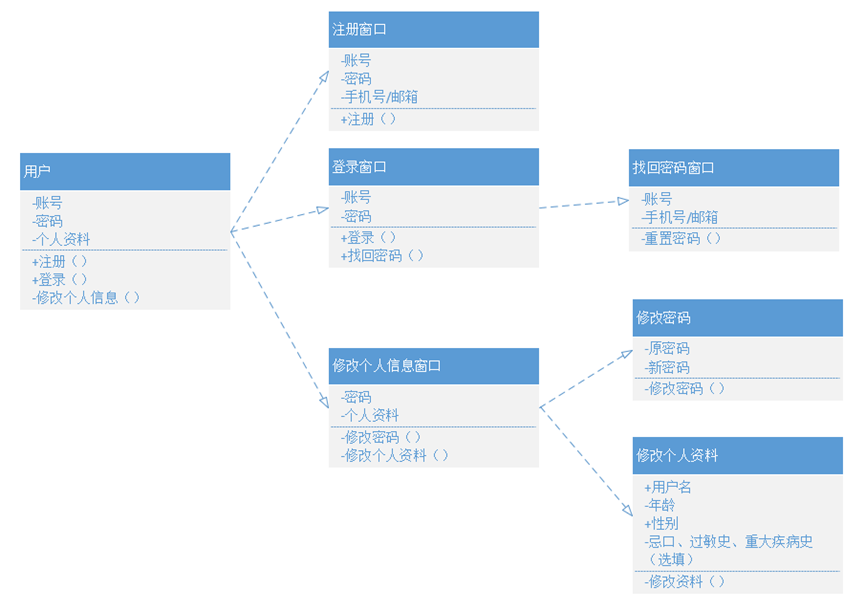 注册窗口
-账号
-密码
-手机号/邮箱
+注册（）
用户
-账号
-密码
-个人资料
+注册（）
+登录（）
-修改个人信息（）
登录窗口
-账号
-密码
+登录（）
+找回密码（）
找回密码窗口
-账号
-手机号/邮箱
-重置密码（）
修改个人信息窗口
-密码
-个人资料
-修改密码（）
-修改个人资料（）
修改密码
-原密码
-新密码
-修改密码（）
修改个人资料
+用户名
-年龄
+性别
-忌口、过敏史、重大疾病史
（选填）
-修改资料（）